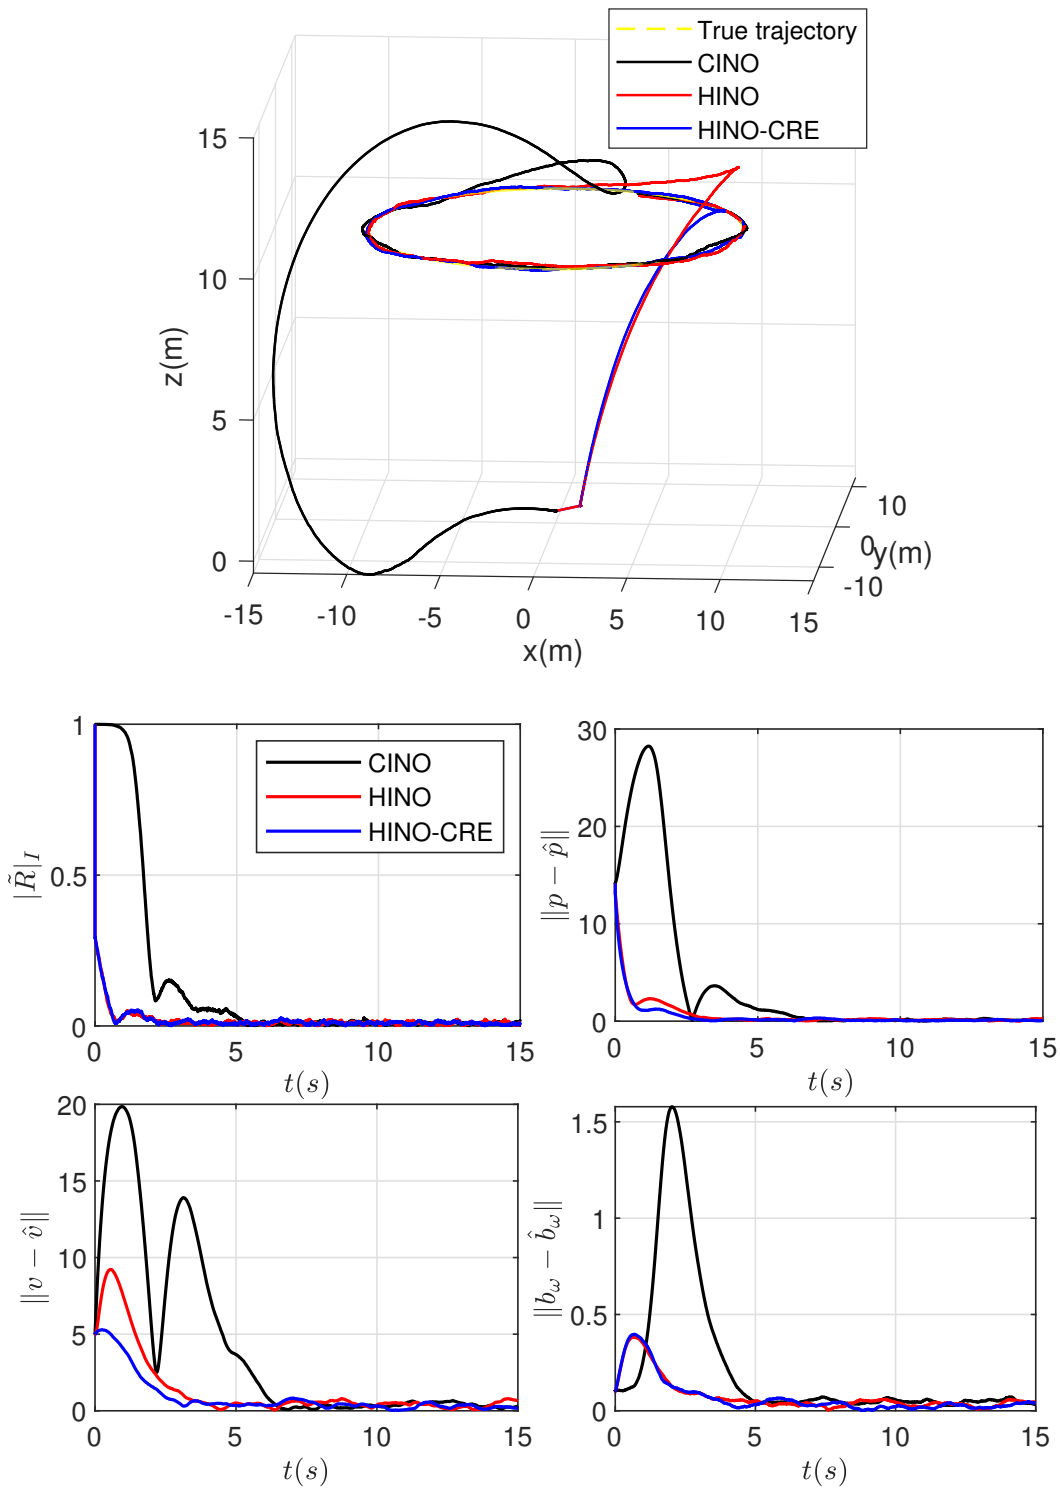 True trajectory
CINO
HINO
HINO-CRE
15
10
5
0
z(m)
-15
-10
-5
0
5
10
15
x(m)
10
0
-10
y(m)
1
0.5
0
|R̃|_I
CINO
HINO
HINO-CRE
0
5
10
15
t(s)
30
20
10
0
‖p − p̂‖
0
5
10
15
t(s)
20
15
10
5
0
‖v − v̂‖
0
5
10
15
t(s)
1.5
1
0.5
0
‖b_ω − b̂_ω‖
0
5
10
15
t(s)